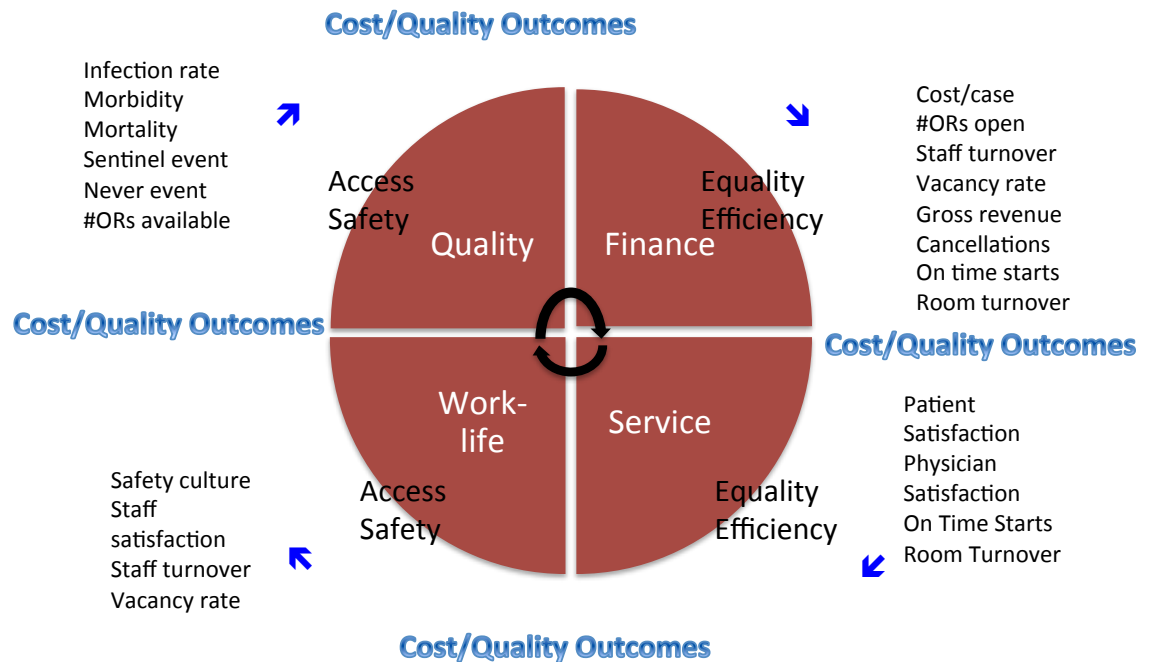 Cost/Quality Outcomes
Infection rate
Morbidity
Mortality
Sentinel event
Never event
#ORs available
Access
Safety
Quality
Equality
Efficiency
Finance
Cost/case
#ORs open
Staff turnover
Vacancy rate
Gross revenue
Cancellations
On time starts
Room turnover
Cost/Quality Outcomes
Cost/Quality Outcomes
Work-
life
Service
Safety culture
Staff
satisfaction
Staff turnover
Vacancy rate
Access
Safety
Equality
Efficiency
Patient
Satisfaction
Physician
Satisfaction
On Time Starts
Room Turnover
Cost/Quality Outcomes